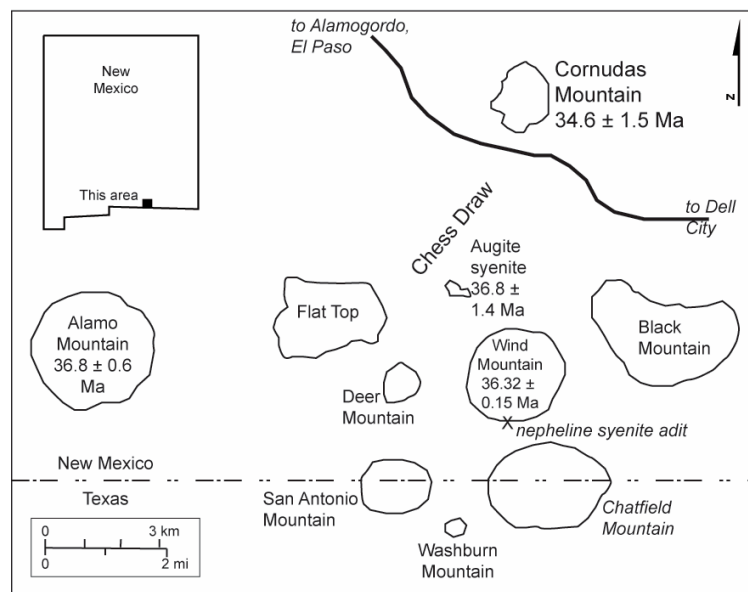 to Alamogordo,
El Paso
New
Mexico
This area
Cornudas
Mountain
34.6 ± 1.5 Ma
N
to Dell
City
Chess Draw
Augite
syenite
36.8 ±
1.4 Ma
Alamo
Mountain
36.8 ± 0.6
Ma
Flat Top
Wind
Mountain
36.32 ±
0.15 Ma
Black
Mountain
Deer
Mountain
X
nepheline syenite adit
New Mexico
Texas
San Antonio
Mountain
Chatfield
Mountain
Washburn
Mountain
0 3 km
0 2 mi